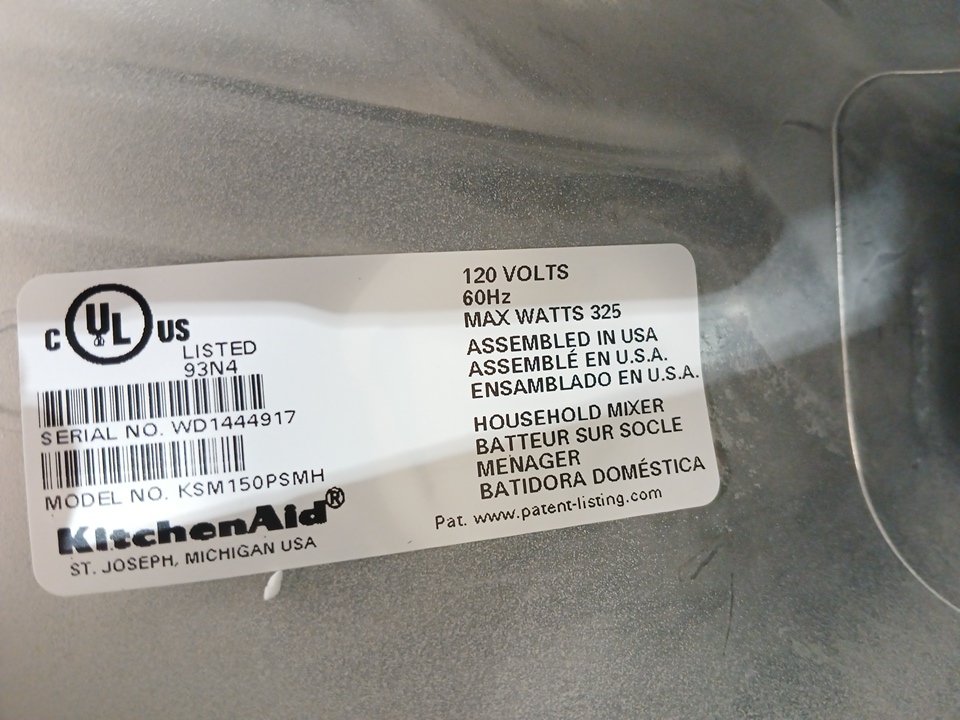 C UL US
LISTED
93N4
SERIAL NO. WD1444917
MODEL NO. KSM150PSMH
KitchenAid®
ST. JOSEPH, MICHIGAN USA
120 VOLTS
60Hz
MAX WATTS 325
ASSEMBLED IN USA
ASSEMBLÉ EN U.S.A.
ENSAMBLADO EN U.S.A.
HOUSEHOLD MIXER
BATTEUR SUR SOCLE
MENAGER
BATIDORA DOMÉSTICA
Pat. www.patent-listing.com